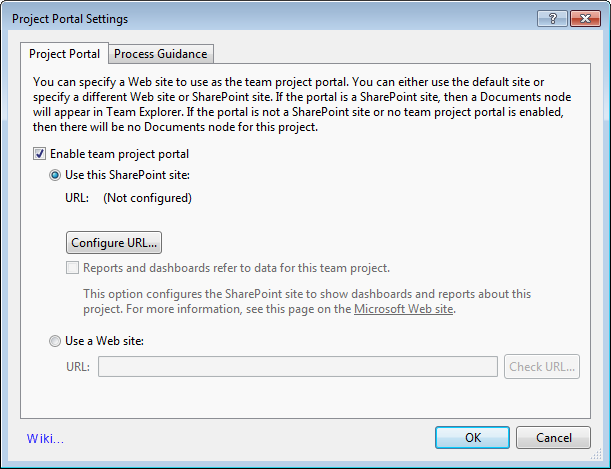 Project Portal Settings
Project Portal
Process Guidance
You can specify a Web site to use as the team project portal. You can either use the default site or
specify a different Web site or SharePoint site. If the portal is a SharePoint site, then a Documents node
will appear in Team Explorer. If the portal is not a SharePoint site or no team project portal is enabled,
then there will be no Documents node for this project.
Enable team project portal
Use this SharePoint site:
URL: (Not configured)
Configure URL...
Reports and dashboards refer to data for this team project.
This option configures the SharePoint site to show dashboards and reports about this
project. For more information, see this page on the Microsoft Web site.
Use a Web site:
URL:
Check URL...
Wiki...
OK
Cancel